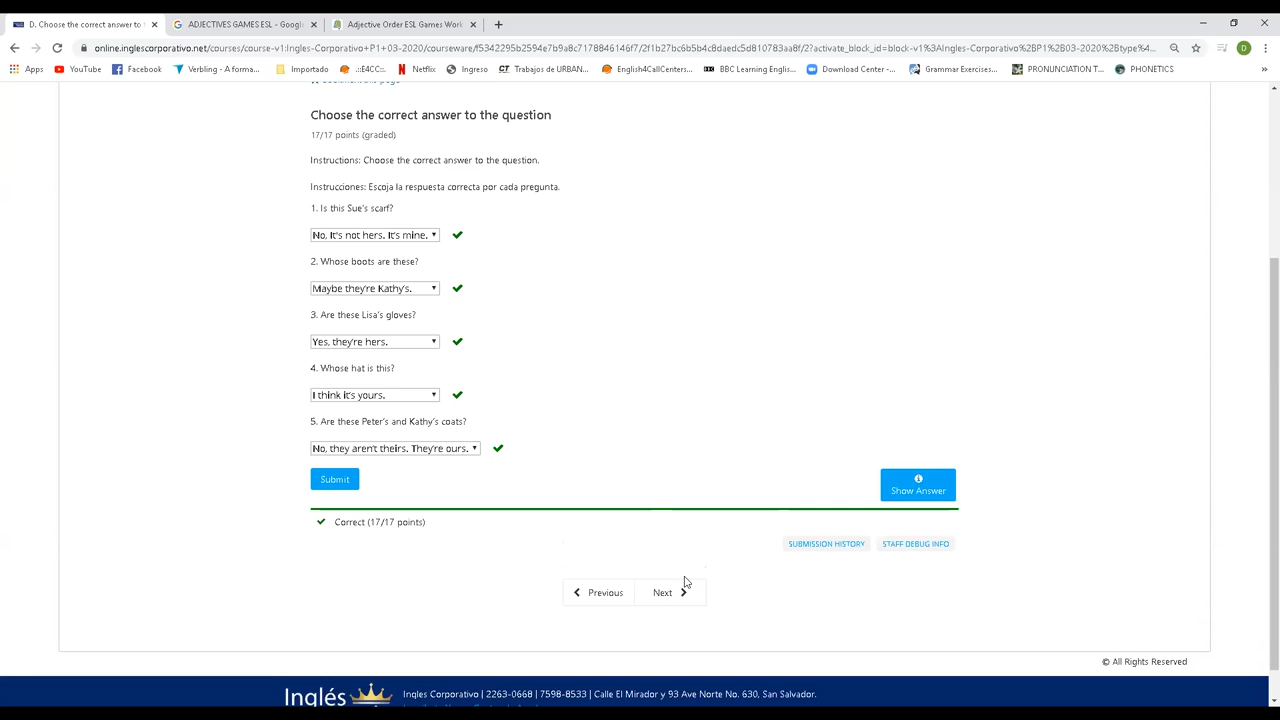 D. Choose the correct answer to
ADJECTIVES GAMES ESL - Google
Adjective Order ESL Games Work
online.inglescorporativo.net/courses/course-v1:Ingles-Corporativo+P1+03-2020/courseware/f5342295b2594e7b9a8c7178846146f7/2f1b27bc6b5b4c8daedc5d810783aa8f/2?activate_block_id=block-v1%3AIngles-Corporativo%2BP1%2B03-2020%2Btype%4...
Apps YouTube Facebook Verbling - A forma... Importado .::E4CC::. Netflix Ingreso Trabajos de URBAN... English4CallCenters... BBC Learning Englis... Download Center -... Grammar Exercises... PRONUNCIATION T... PHONETICS
Choose the correct answer to the question
17/17 points (graded)
Instructions: Choose the correct answer to the question.
Instrucciones: Escoja la respuesta correcta por cada pregunta.
1. Is this Sue's scarf?
No, It's not hers. It's mine.
2. Whose boots are these?
Maybe they're Kathy's.
3. Are these Lisa's gloves?
Yes, they're hers.
4. Whose hat is this?
I think it's yours.
5. Are these Peter's and Kathy's coats?
No, they aren't theirs. They're ours.
Submit
Show Answer
Correct (17/17 points)
SUBMISSION HISTORY STAFF DEBUG INFO
Previous Next
© All Rights Reserved
Inglés Ingles Corporativo | 2263-0668 | 7598-8533 | Calle El Mirador y 93 Ave Norte No. 630, San Salvador.